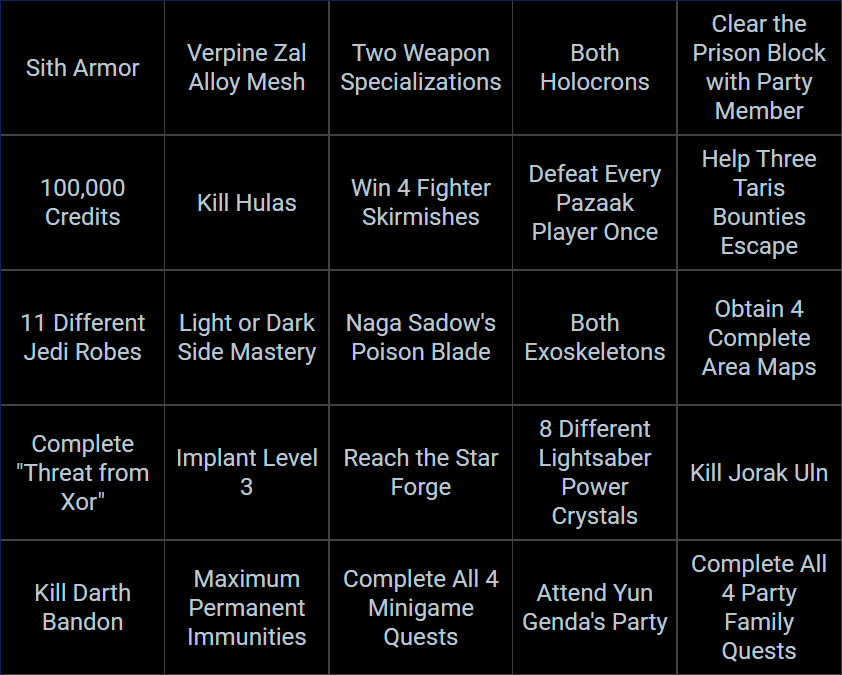 Sith Armor
Verpine Zal
Alloy Mesh
Two Weapon
Specializations
Both
Holocrons
Clear the
Prison Block
with Party
Member
100,000
Credits
Kill Hulas
Win 4 Fighter
Skirmishes
Defeat Every
Pazaak
Player Once
Help Three
Taris
Bounties
Escape
11 Different
Jedi Robes
Light or Dark
Side Mastery
Naga Sadow's
Poison Blade
Both
Exoskeletons
Obtain 4
Complete
Area Maps
Complete
"Threat from
Xor"
Implant Level
3
Reach the Star
Forge
8 Different
Lightsaber
Power
Crystals
Kill Jorak Uln
Kill Darth
Bandon
Maximum
Permanent
Immunities
Complete All 4
Minigame
Quests
Attend Yun
Genda's Party
Complete All
4 Party
Family
Quests